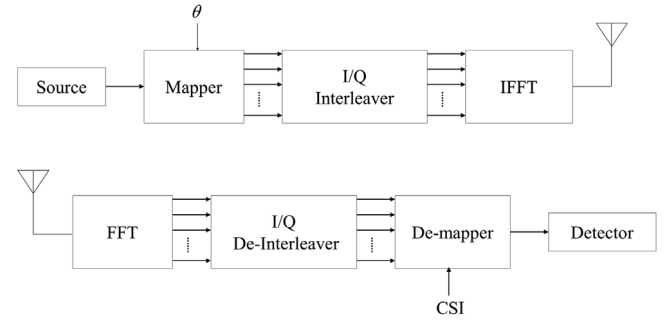 θ
Source
Mapper
I/Q
Interleaver
IFFT
FFT
I/Q
De-Interleaver
De-mapper
Detector
CSI